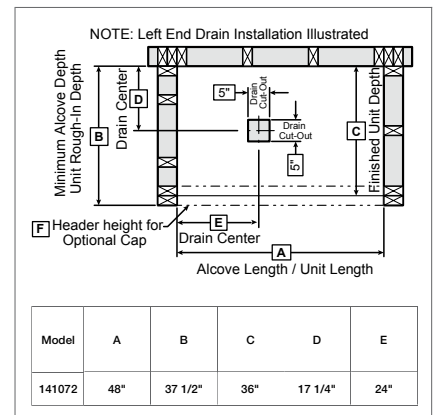 NOTE: Left End Drain Installation Illustrated
Minimum Alcove Depth
Unit Rough-In Depth
B
Drain Center
D
5"
Drain
Cut-Out
Drain
Cut-Out
5"
C
Finished Unit Depth
F Header height for
Optional Cap
E
Drain Center
A
Alcove Length / Unit Length
Model A B C D E
141072 48" 37 1/2" 36" 17 1/4" 24"